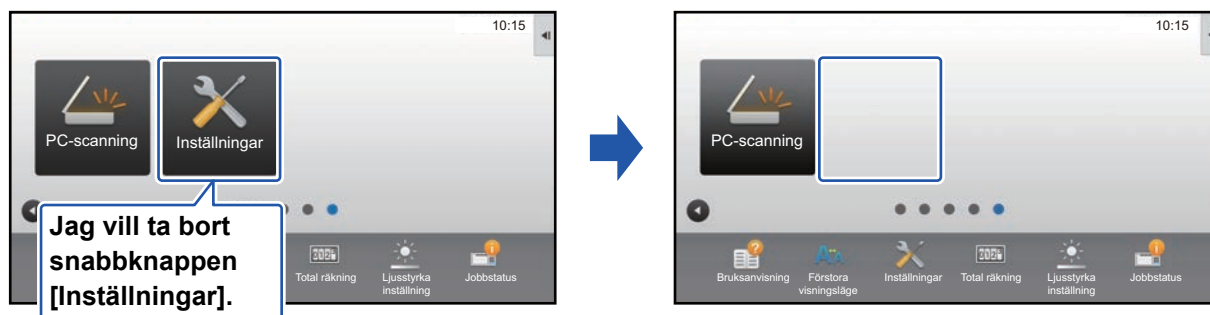 10:15
PC-scanning
Inställningar
Jag vill ta bort
snabbknappen
[Inställningar].
Total räkning
Ljusstyrka
inställning
Jobbstatus
10:15
PC-scanning
Bruksanvisning
Förstora
visningsläge
Inställningar
Total räkning
Ljusstyrka
inställning
Jobbstatus